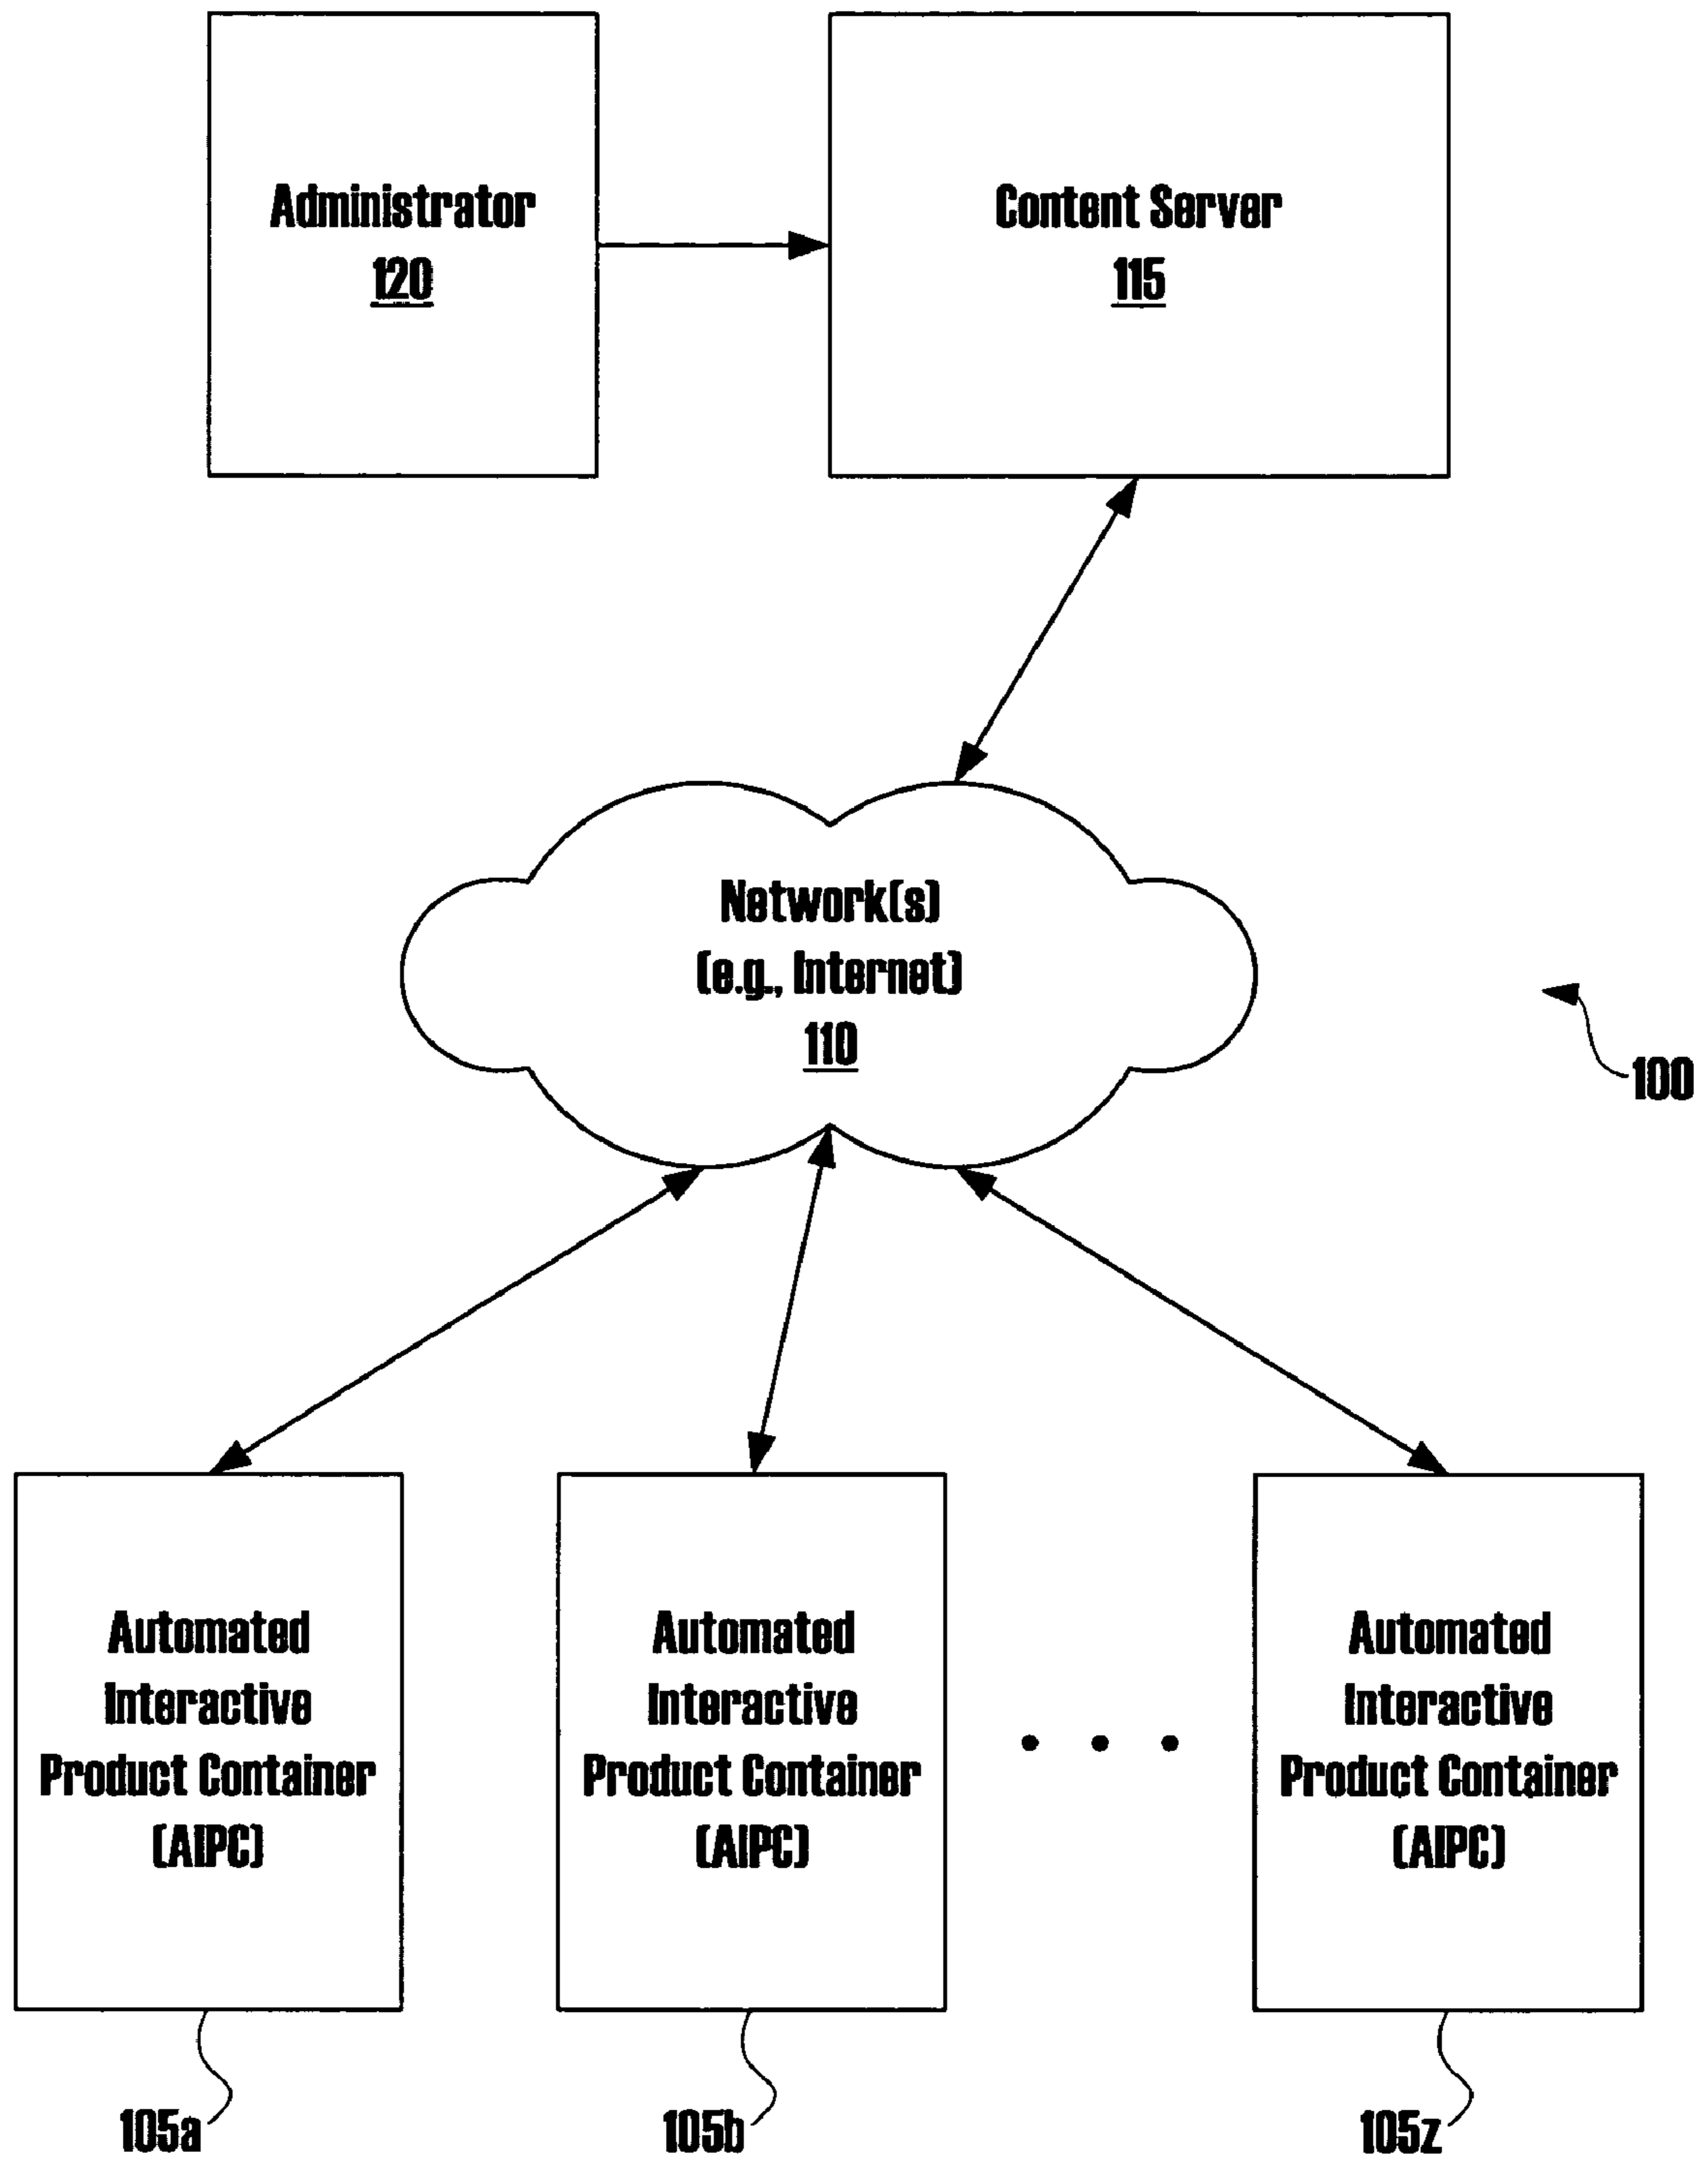 Administrator
120
Content Server
115
Network(s)
(e.g., Internet)
110
100
Automated
Interactive
Product Container
(AIPC)
105a
Automated
Interactive
Product Container
(AIPC)
105b
Automated
Interactive
Product Container
(AIPC)
105z